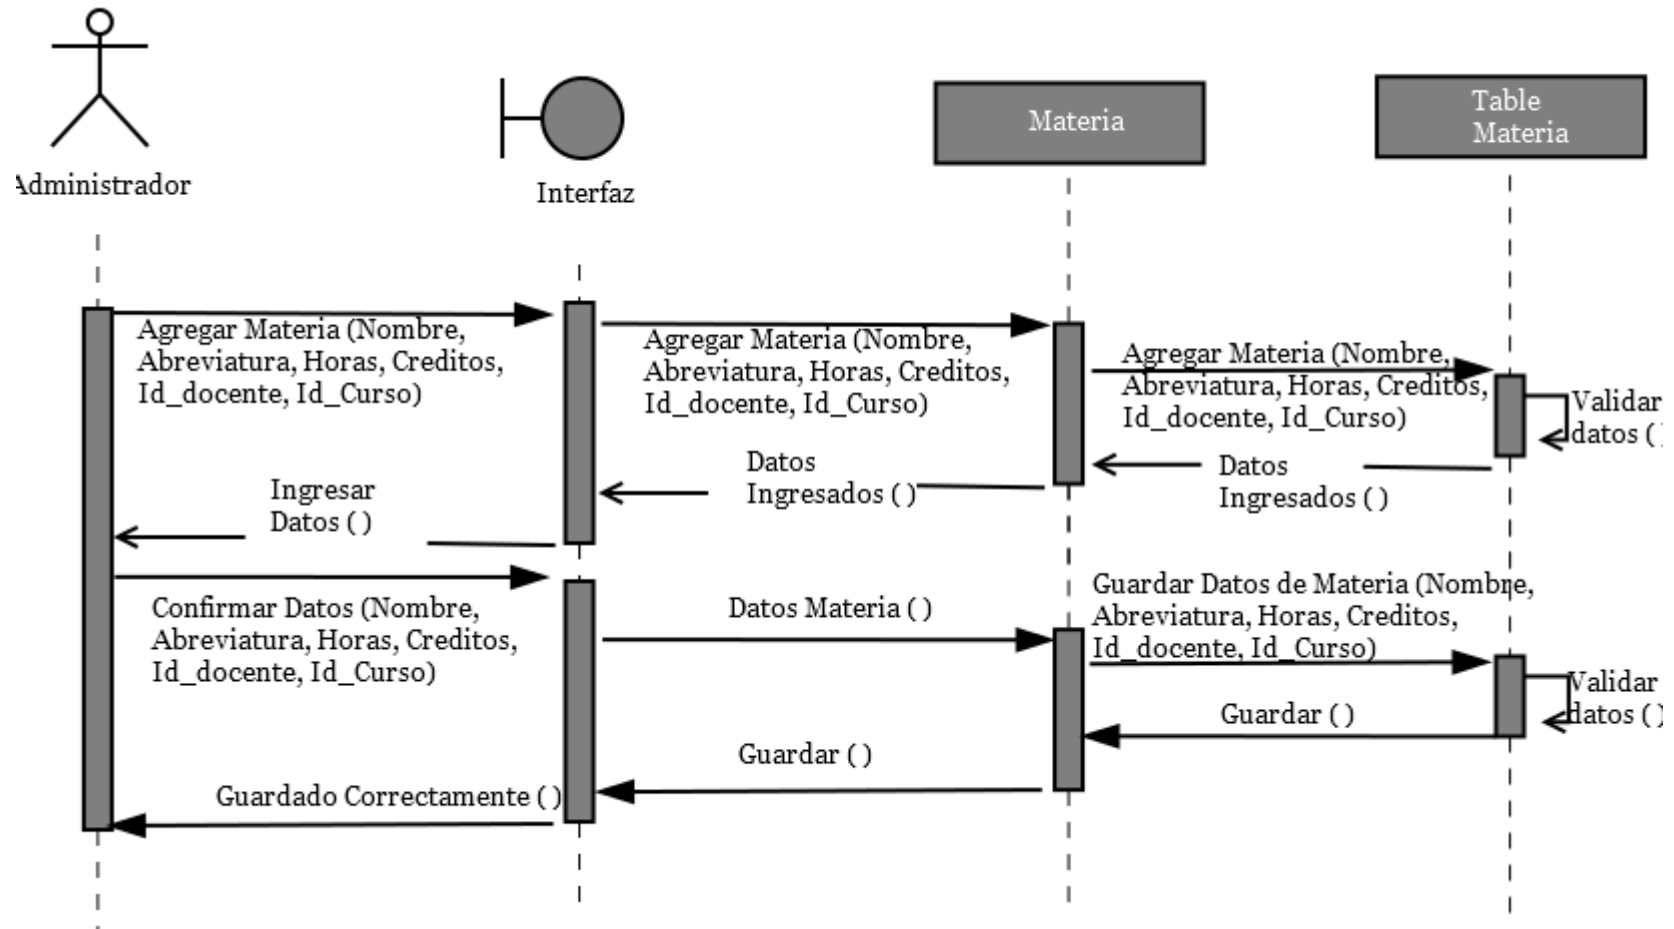 Administrador
Interfaz
Materia
Table
Materia
Agregar Materia (Nombre,
Abreviatura, Horas, Creditos,
Id_docente, Id_Curso)
Agregar Materia (Nombre,
Abreviatura, Horas, Creditos,
Id_docente, Id_Curso)
Agregar Materia (Nombre,
Abreviatura, Horas, Creditos,
Id_docente, Id_Curso)
Validar
datos ( )
Datos
Ingresados ( )
Datos
Ingresados ( )
Ingresar
Datos ( )
Confirmar Datos (Nombre,
Abreviatura, Horas, Creditos,
Id_docente, Id_Curso)
Datos Materia ( )
Guardar Datos de Materia (Nombre,
Abreviatura, Horas, Creditos,
Id_docente, Id_Curso)
Validar
datos ( )
Guardar ( )
Guardar ( )
Guardado Correctamente ( )